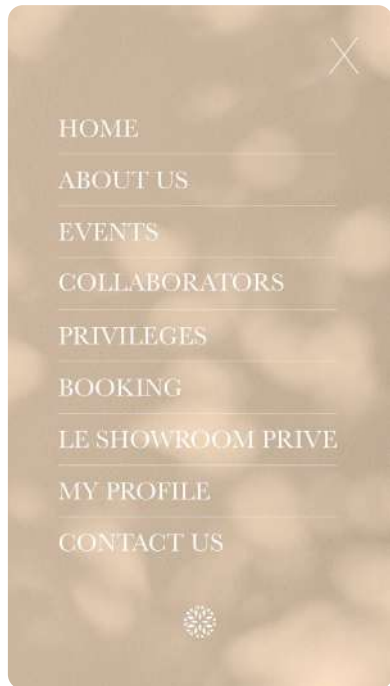 X
HOME
ABOUT US
EVENTS
COLLABORATORS
PRIVILEGES
BOOKING
LE SHOWROOM PRIVE
MY PROFILE
CONTACT US